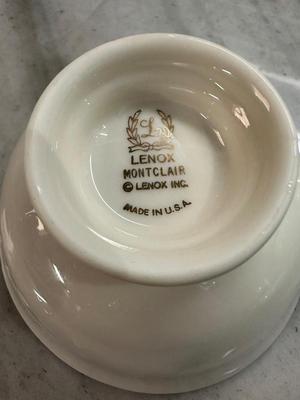 L
LENOX
MONTCLAIR
© LENOX INC.
MADE IN U.S.A.